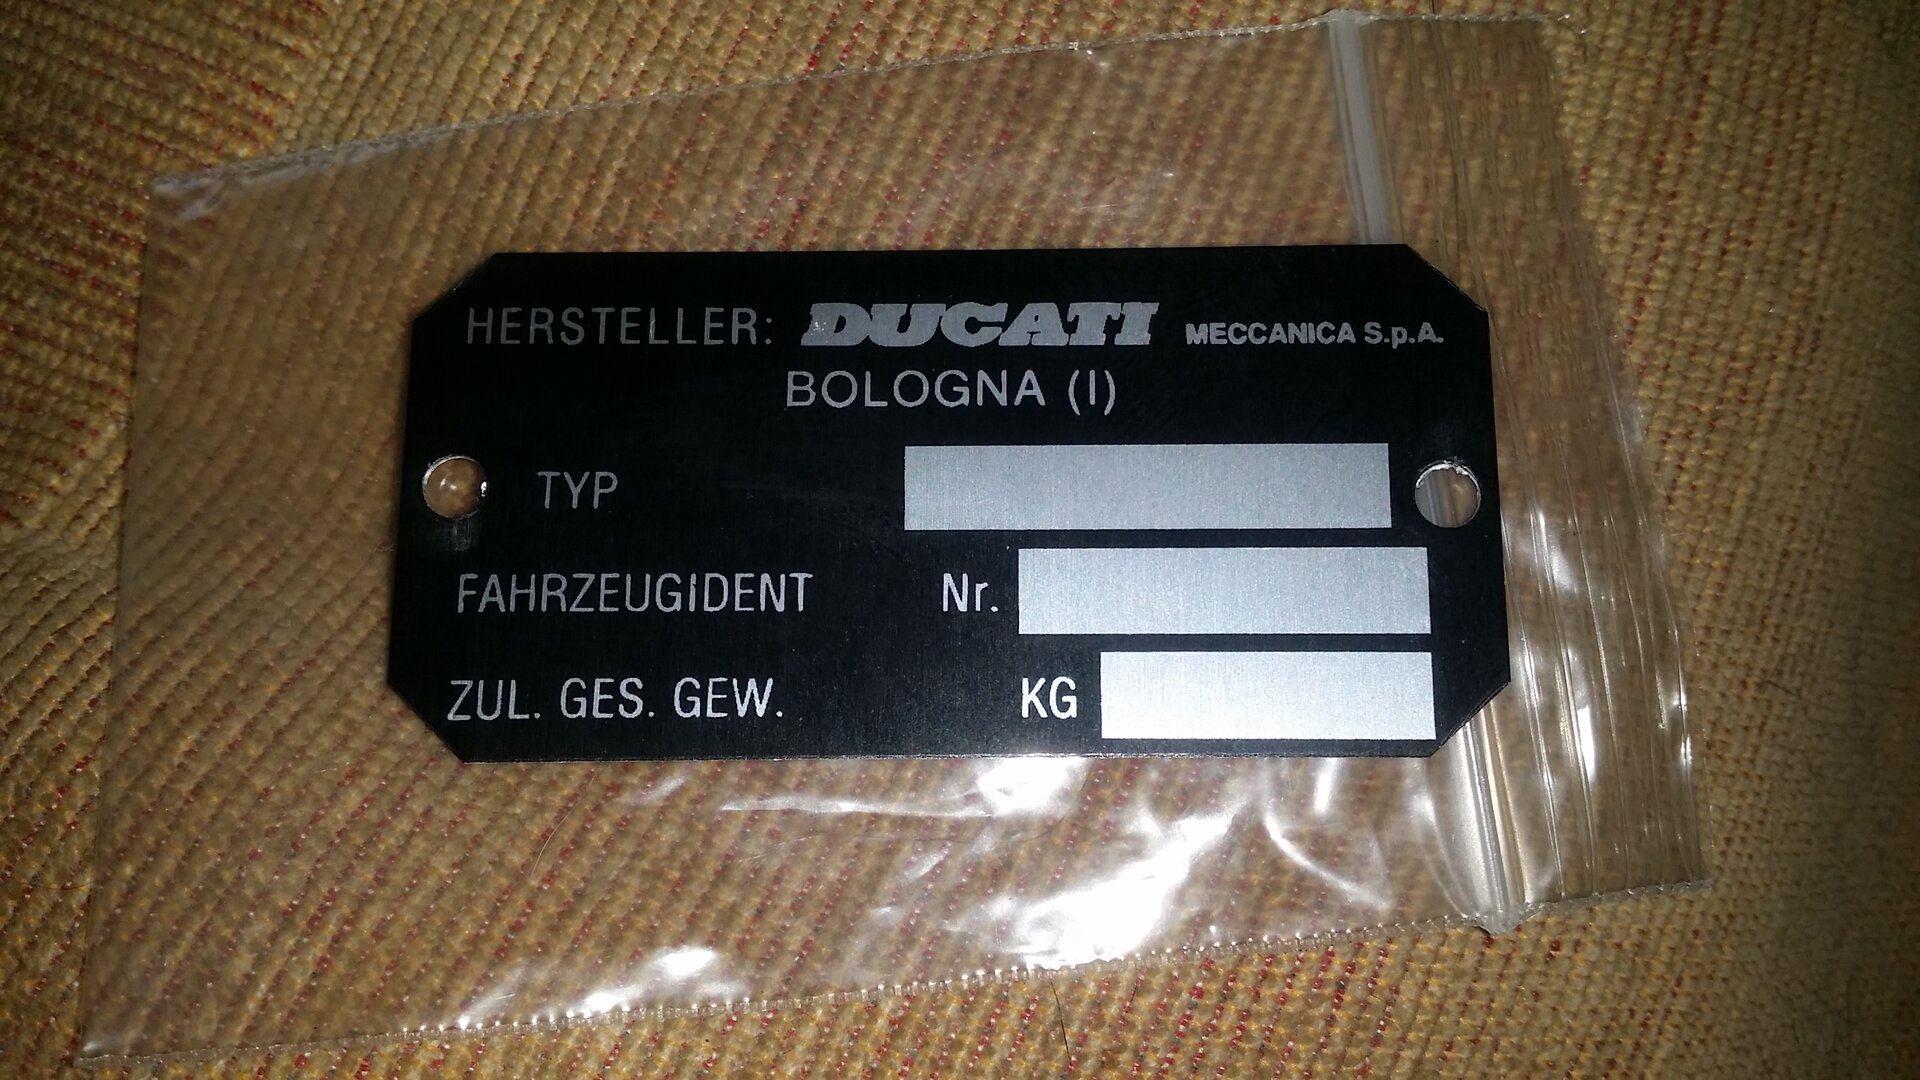 HERSTELLER: DUCATI MECCANICA S.p.A.
BOLOGNA (I)
TYP
FAHRZEUGIDENT Nr.
ZUL. GES. GEW. KG